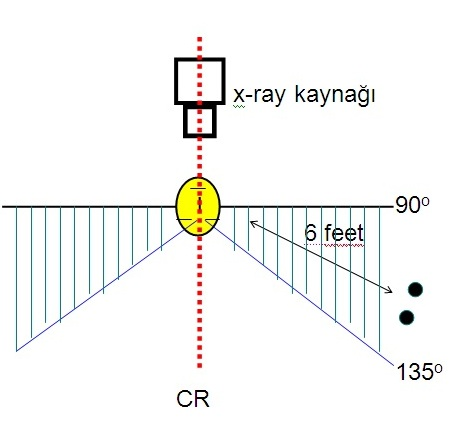 x-ray kaynağı
90º
6 feet
135º
CR